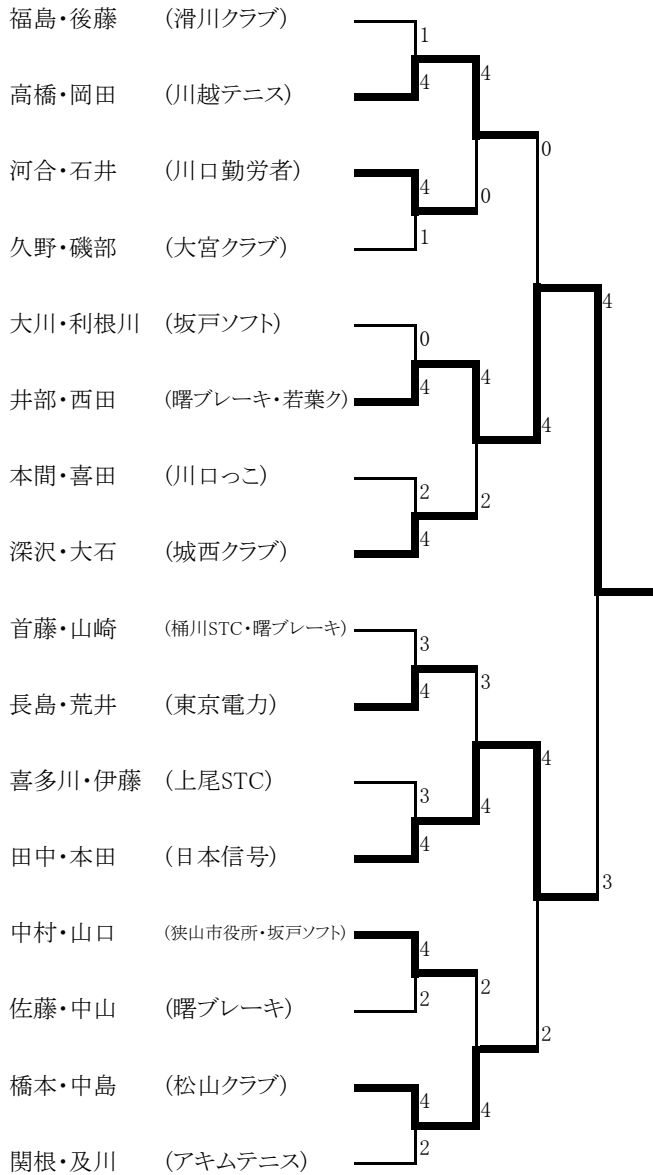 福島・後藤 (滑川クラブ)
1
4
4
高橋・岡田 (川越テニス)
0
河合・石井 (川口勤労者)
4
0
1
久野・磯部 (大宮クラブ)
4
大川・利根川 (坂戸ソフト)
0
4
4
井部・西田 (曙ブレーキ・若葉ク)
4
本間・喜田 (川口っこ)
2
2
4
深沢・大石 (城西クラブ)
首藤・山崎 (桶川STC・曙ブレーキ)
3
3
4
長島・荒井 (東京電力)
4
喜多川・伊藤 (上尾STC)
3
4
4
田中・本田 (日本信号)
3
中村・山口 (狭山市役所・坂戸ソフト)
4
2
2
佐藤・中山 (曙ブレーキ)
2
橋本・中島 (松山クラブ)
4
4
2
関根・及川 (アキムテニス)